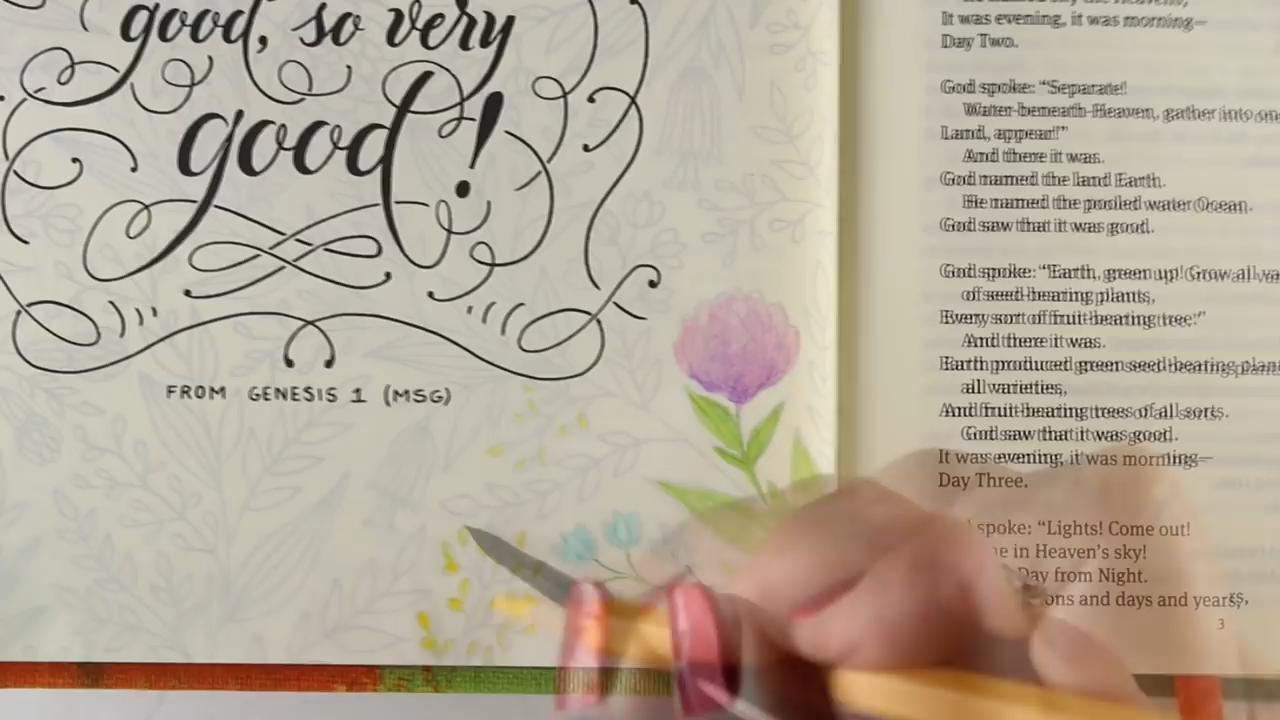 good, so very
good!
FROM GENESIS 1 (MSG)
It was evening, it was morning—
Day Two.
God spoke: “Separate!
Water-beneath-Heaven, gather into
Land, appear!”
And there it was.
God named the land Earth.
He named the pooled water Ocean.
God saw that it was good.
God spoke: “Earth, green up! Grow all
of seed-bearing plants,
Every sort of fruit-bearing tree.”
And there it was.
Earth produced green seed-bearing
all varieties,
And fruit-bearing trees of all sorts.
God saw that it was good.
It was evening, it was morning—
Day Three.
spoke: “Lights! Come out!
in Heaven’s sky!
Day from Night.
and days and years,
3